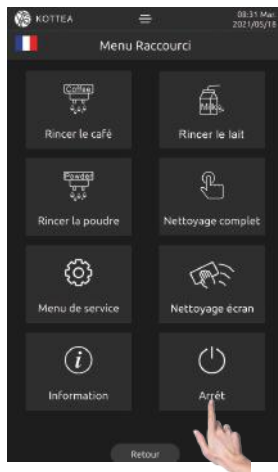 KOTTEA
08:31 Mar
2021/05/18
Menu Raccourci
Coffee
Milk
Rincer le café
Rincer le lait
Powder
Rincer la poudre
Nettoyage complet
Menu de service
Nettoyage écran
i
Information
Arrêt
Retour